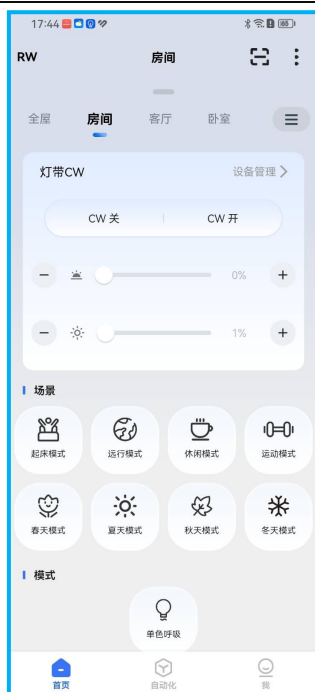 17:44 65
RW 房间
全屋 房间 客厅 卧室
灯带CW 设备管理
CW 关 CW 开
0%
1%
场景
起床模式 远行模式 休闲模式 运动模式
春天模式 夏天模式 秋天模式 冬天模式
模式
单色呼吸
首页 自动化 我